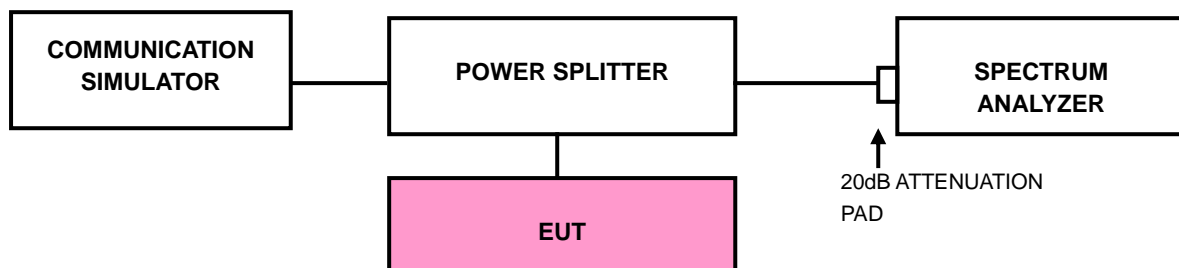 COMMUNICATION
SIMULATOR
POWER SPLITTER
SPECTRUM
ANALYZER
20dB ATTENUATION
PAD
EUT